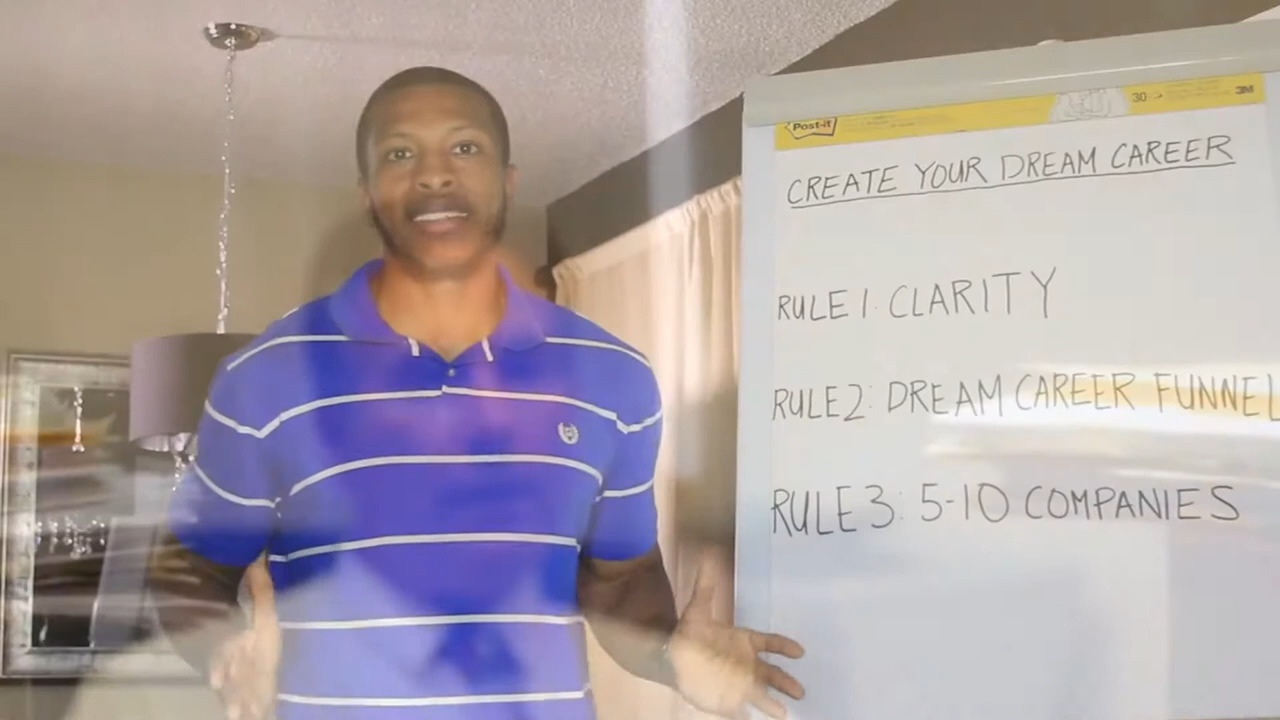 Post-it
30
3M
CREATE YOUR DREAM CAREER
RULE 1. CLARITY
RULE 2: DREAM CAREER FUNNEL
RULE 3: 5-10 COMPANIES